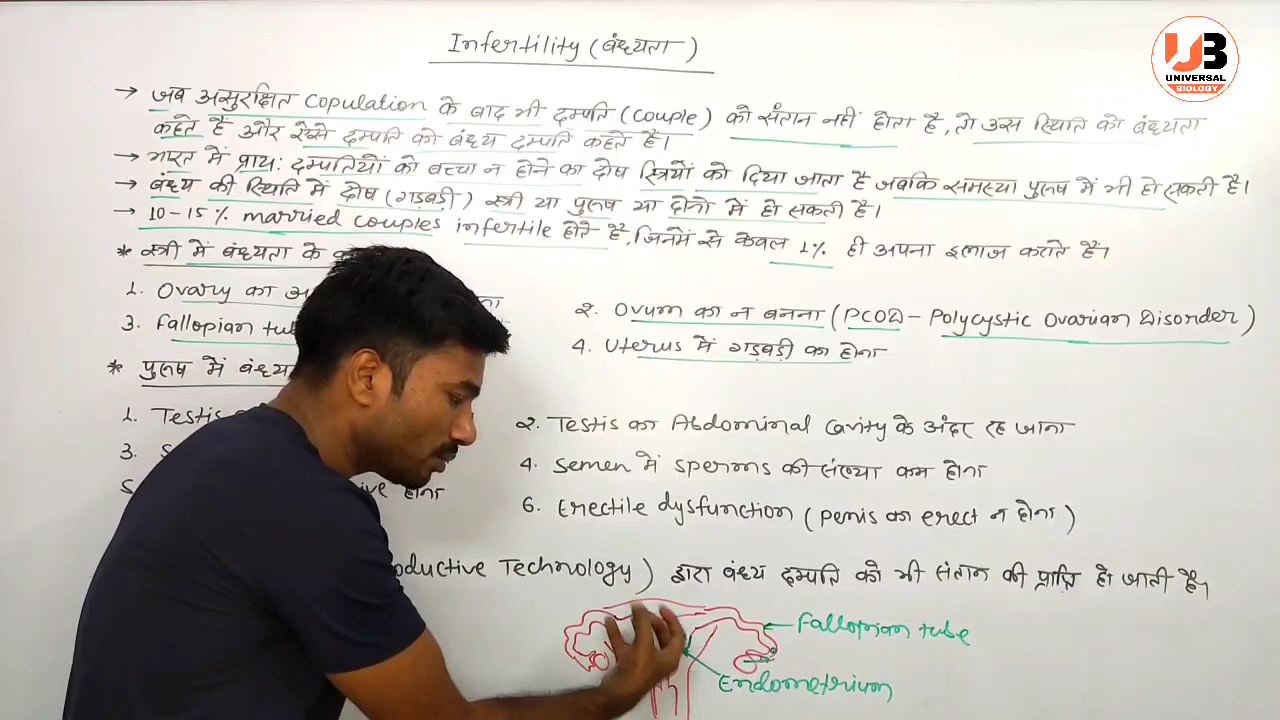 Infertility (बंध्यता)
UNIVERSAL
BIOLOGY
→ जब असुरक्षित copulation के बाद भी दम्पति (couple) को संतान नहीं होता है, तो उस स्थिति को बंध्यता
कहते हैं और ऐसे दम्पति को बंध्य दम्पति कहते है।
→ भारत में प्राय: दम्पतियों को बच्चा न होने का दोष स्त्रियों को दिया जाता है जबकि समस्या पुरुष में भी हो सकती है।
→ बंध्य की स्थिति में दोष (गड़बड़ी) स्त्री या पुरुष या दोनो में हो सकती है।
→ 10-15% married couples infertile होते है, जिनमें से केवल 1% ही अपना इलाज कराते है।
* स्त्री में बंध्यता के
1. Ovary का
2. Ovum का न बनना (PCOD - Polycystic Ovarian Disorder)
3. Fallopian
4. Uterus में गड़बड़ी का होना
* पुरुष में
1. Testis
2. Testis का Abdominal Cavity के अंदर रह जाना
3.
4. Semen में sperms की संख्या कम होना
होना
6. Erectile dysfunction (penis का erect न होना)
Technology) द्वारा बंध्य दम्पति को भी संतान की प्राप्ति हो जाती है।
Fallopian tube
Endometrium